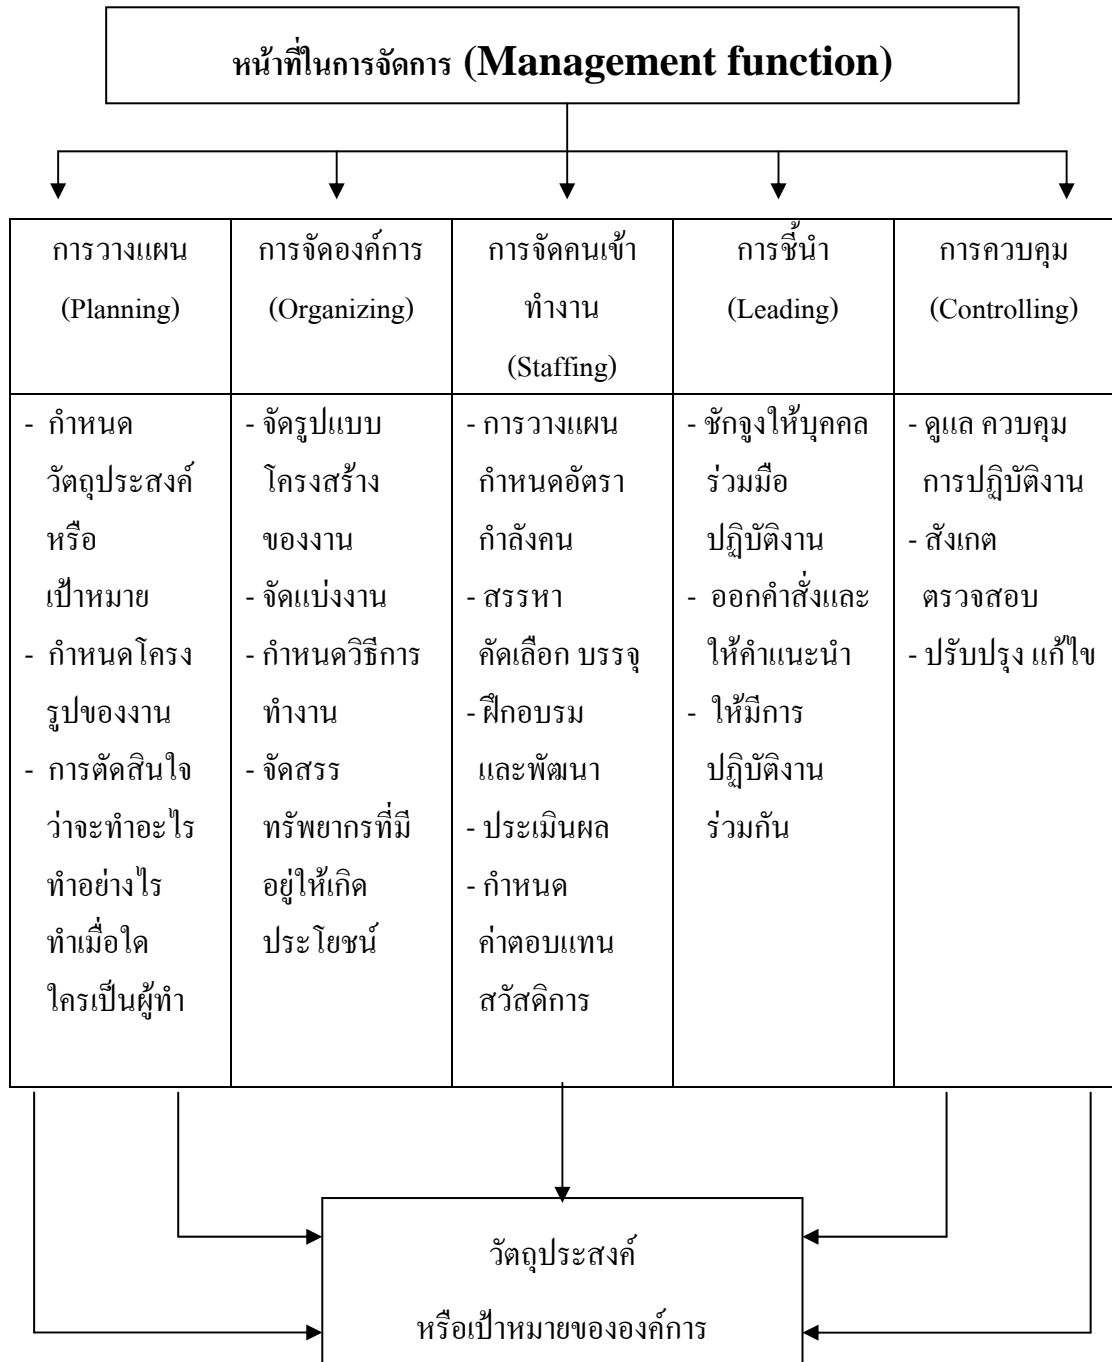 หน้าที่ในการจัดการ (Management function)
การวางแผน
(Planning)
การจัดองค์การ
(Organizing)
การจัดคนเข้า
ทำงาน
(Staffing)
การชี้นำ
(Leading)
การควบคุม
(Controlling)
- กำหนด
วัตถุประสงค์
หรือ
เป้าหมาย
- กำหนดโครง
รูปของงาน
- การตัดสินใจ
ว่าจะทำอะไร
ทำอย่างไร
ทำเมื่อใด
ใครเป็นผู้ทำ
- จัดรูปแบบ
โครงสร้าง
ของงาน
- จัดแบ่งงาน
- กำหนดวิธีการ
ทำงาน
- จัดสรร
ทรัพยากรที่มี
อยู่ให้เกิด
ประโยชน์
- การวางแผน
กำหนดอัตรา
กำลังคน
- สรรหา
คัดเลือก บรรจุ
- ฝึกอบรม
และพัฒนา
- ประเมินผล
- กำหนด
ค่าตอบแทน
สวัสดิการ
- ชักจูงให้บุคคล
ร่วมมือ
ปฏิบัติงาน
- ออกคำสั่งและ
ให้คำแนะนำ
- ให้มีการ
ปฏิบัติงาน
ร่วมกัน
- ดูแล ควบคุม
การปฏิบัติงาน
- สังเกต
ตรวจสอบ
- ปรับปรุง แก้ไข
วัตถุประสงค์
หรือเป้าหมายขององค์การ